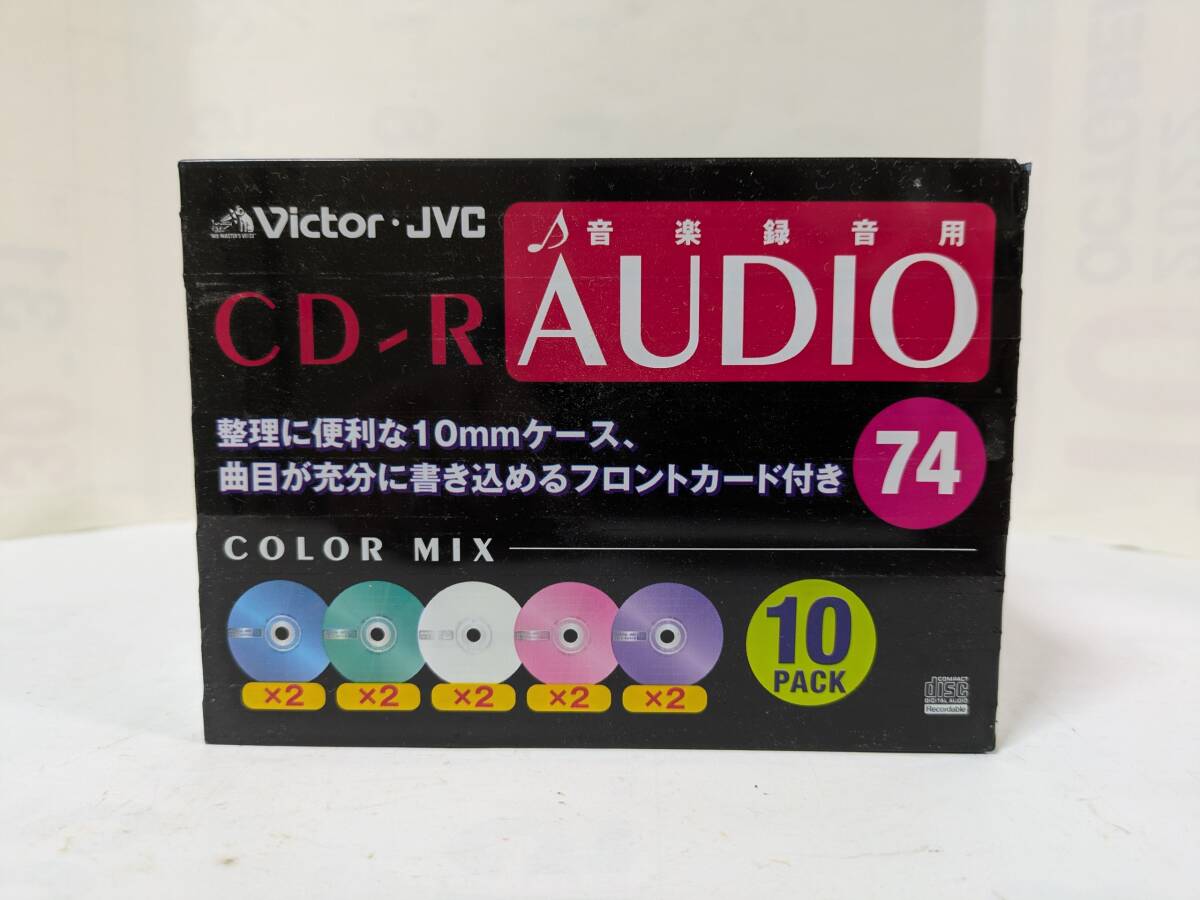 "HIS MASTER'S VOICE"
Victor・JVC
音楽録音用
CD-R AUDIO
整理に便利な10mmケース、
曲目が充分に書き込めるフロントカード付き
74
COLOR MIX
×2 ×2 ×2 ×2 ×2
10
PACK
COMPACT
disc
DIGITAL AUDIO
Recordable